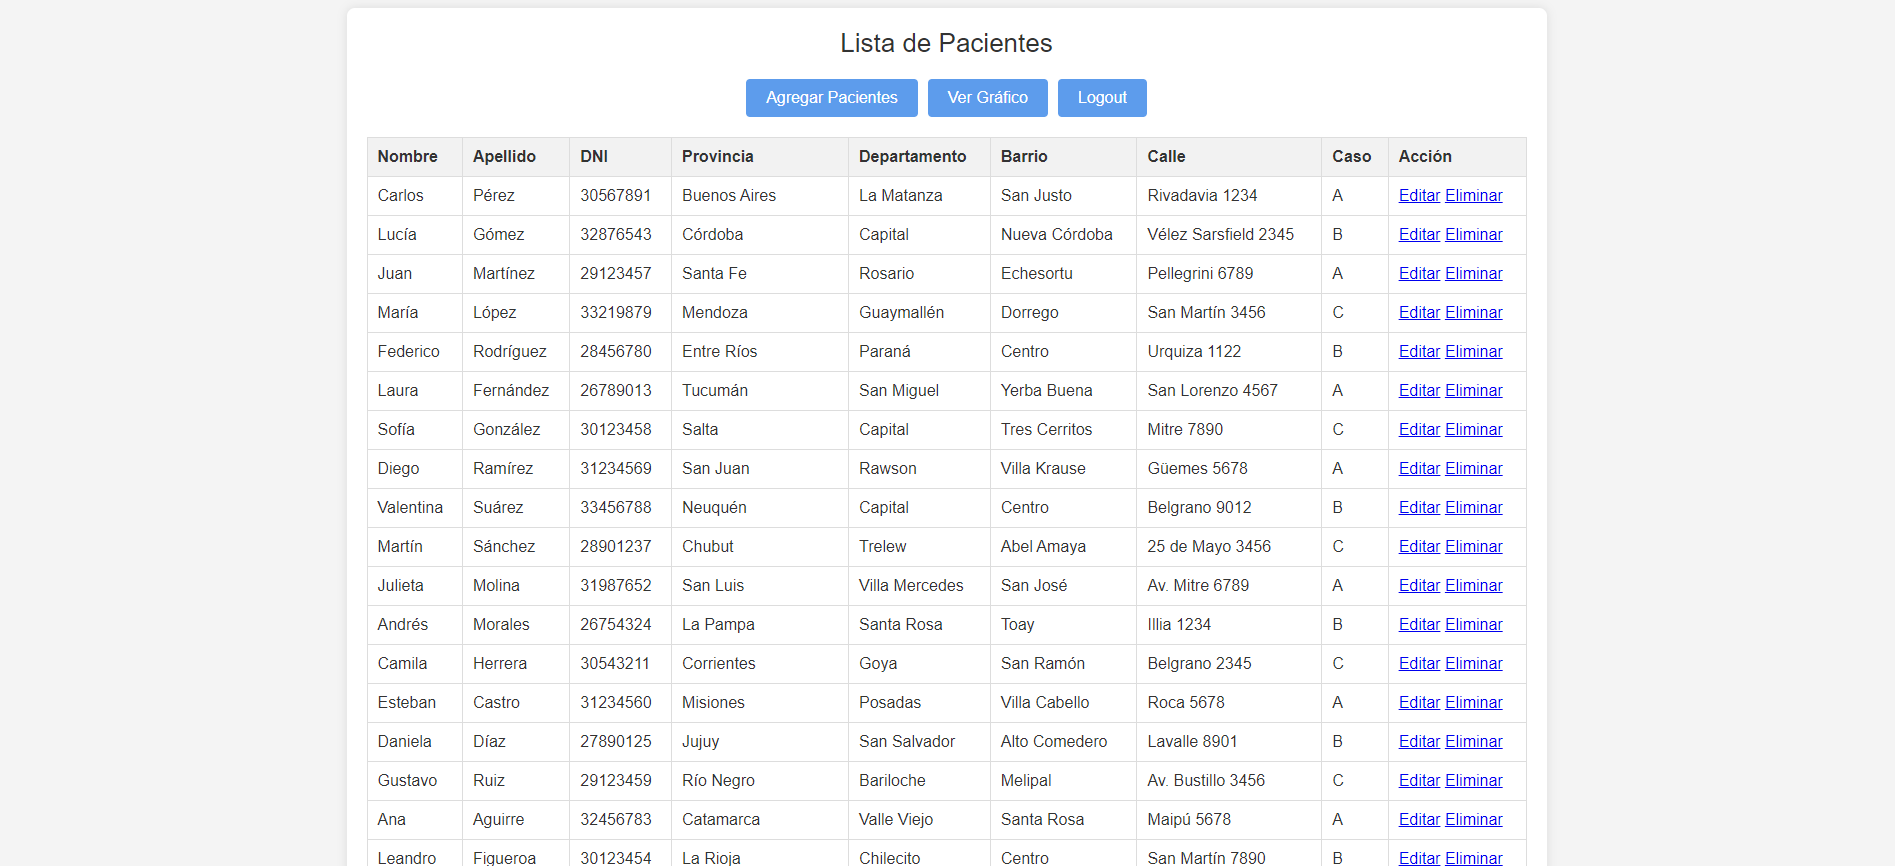 Lista de Pacientes
Agregar Pacientes Ver Gráfico Logout
Nombre Apellido DNI Provincia Departamento Barrio Calle Caso Acción
Carlos Pérez 30567891 Buenos Aires La Matanza San Justo Rivadavia 1234 A Editar Eliminar
Lucía Gómez 32876543 Córdoba Capital Nueva Córdoba Vélez Sarsfield 2345 B Editar Eliminar
Juan Martínez 29123457 Santa Fe Rosario Echesortu Pellegrini 6789 A Editar Eliminar
María López 33219879 Mendoza Guaymallén Dorrego San Martín 3456 C Editar Eliminar
Federico Rodríguez 28456780 Entre Ríos Paraná Centro Urquiza 1122 B Editar Eliminar
Laura Fernández 26789013 Tucumán San Miguel Yerba Buena San Lorenzo 4567 A Editar Eliminar
Sofía González 30123458 Salta Capital Tres Cerritos Mitre 7890 C Editar Eliminar
Diego Ramírez 31234569 San Juan Rawson Villa Krause Güemes 5678 A Editar Eliminar
Valentina Suárez 33456788 Neuquén Capital Centro Belgrano 9012 B Editar Eliminar
Martín Sánchez 28901237 Chubut Trelew Abel Amaya 25 de Mayo 3456 C Editar Eliminar
Julieta Molina 31987652 San Luis Villa Mercedes San José Av. Mitre 6789 A Editar Eliminar
Andrés Morales 26754324 La Pampa Santa Rosa Toay Illia 1234 B Editar Eliminar
Camila Herrera 30543211 Corrientes Goya San Ramón Belgrano 2345 C Editar Eliminar
Esteban Castro 31234560 Misiones Posadas Villa Cabello Roca 5678 A Editar Eliminar
Daniela Díaz 27890125 Jujuy San Salvador Alto Comedero Lavalle 8901 B Editar Eliminar
Gustavo Ruiz 29123459 Río Negro Bariloche Melipal Av. Bustillo 3456 C Editar Eliminar
Ana Aguirre 32456783 Catamarca Valle Viejo Santa Rosa Maipú 5678 A Editar Eliminar
Leandro Figueroa 30123454 La Rioja Chilecito Centro San Martín 7890 B Editar Eliminar